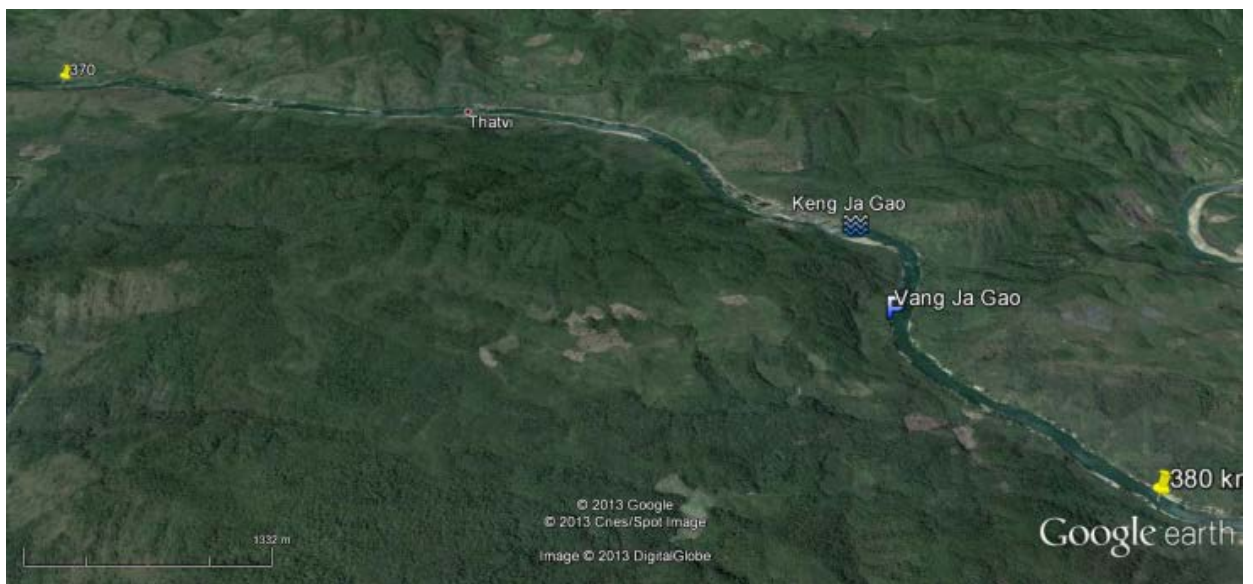 370
Thatvi
Keng Ja Gao
Vang Ja Gao
380 km
© 2013 Google
© 2013 Cnes/Spot Image
Image © 2013 DigitalGlobe
1332 m
Google earth